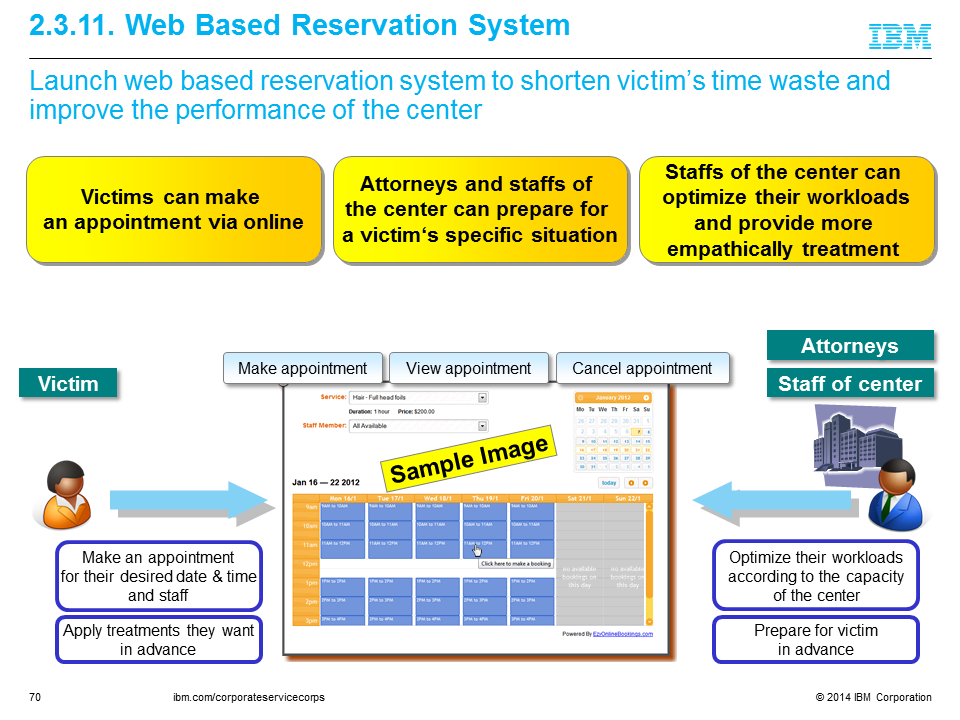 2.3.11. Web Based Reservation System
IBM
Launch web based reservation system to shorten victim's time waste and
improve the performance of the center
Victims can make
an appointment via online
Attorneys and staffs of
the center can prepare for
a victim‘s specific situation
Staffs of the center can
optimize their workloads
and provide more
empathically treatment
Attorneys
Staff of center
Victim
Make appointment
View appointment
Cancel appointment
Service: Hair - Full head foils
Duration: 1 hour Price: $200.00
Staff Member: All Available
January 2012
Mo Tu We Th Fr Sa Su
Sample Image
Jan 16 — 22 2012
today
Mon 16/1 Tue 17/1 Wed 18/1 Thu 19/1 Fri 20/1 Sat 21/1 Sun 22/1
9am 9AM to 10AM 9AM to 10AM 9AM to 10AM 9AM to 10AM 9AM to 10AM
10am 10AM to 11AM 10AM to 11AM 10AM to 11AM 10AM to 11AM 10AM to 11AM
11am 11AM to 12PM 11AM to 12PM 11AM to 12PM 11AM to 12PM 11AM to 12PM
12pm
Click here to make a booking
no available
bookings on
this day
no available
bookings on
this day
1pm 1PM to 2PM 1PM to 2PM 1PM to 2PM 1PM to 2PM 1PM to 2PM
2pm 2PM to 3PM 2PM to 3PM 2PM to 3PM 2PM to 3PM 2PM to 3PM
3pm 3PM to 4PM 3PM to 4PM 3PM to 4PM 3PM to 4PM 3PM to 4PM
Powered By EzyOnlineBookings.com
Make an appointment
for their desired date & time
and staff
Apply treatments they want
in advance
Optimize their workloads
according to the capacity
of the center
Prepare for victim
in advance
70
ibm.com/corporateservicecorps
© 2014 IBM Corporation